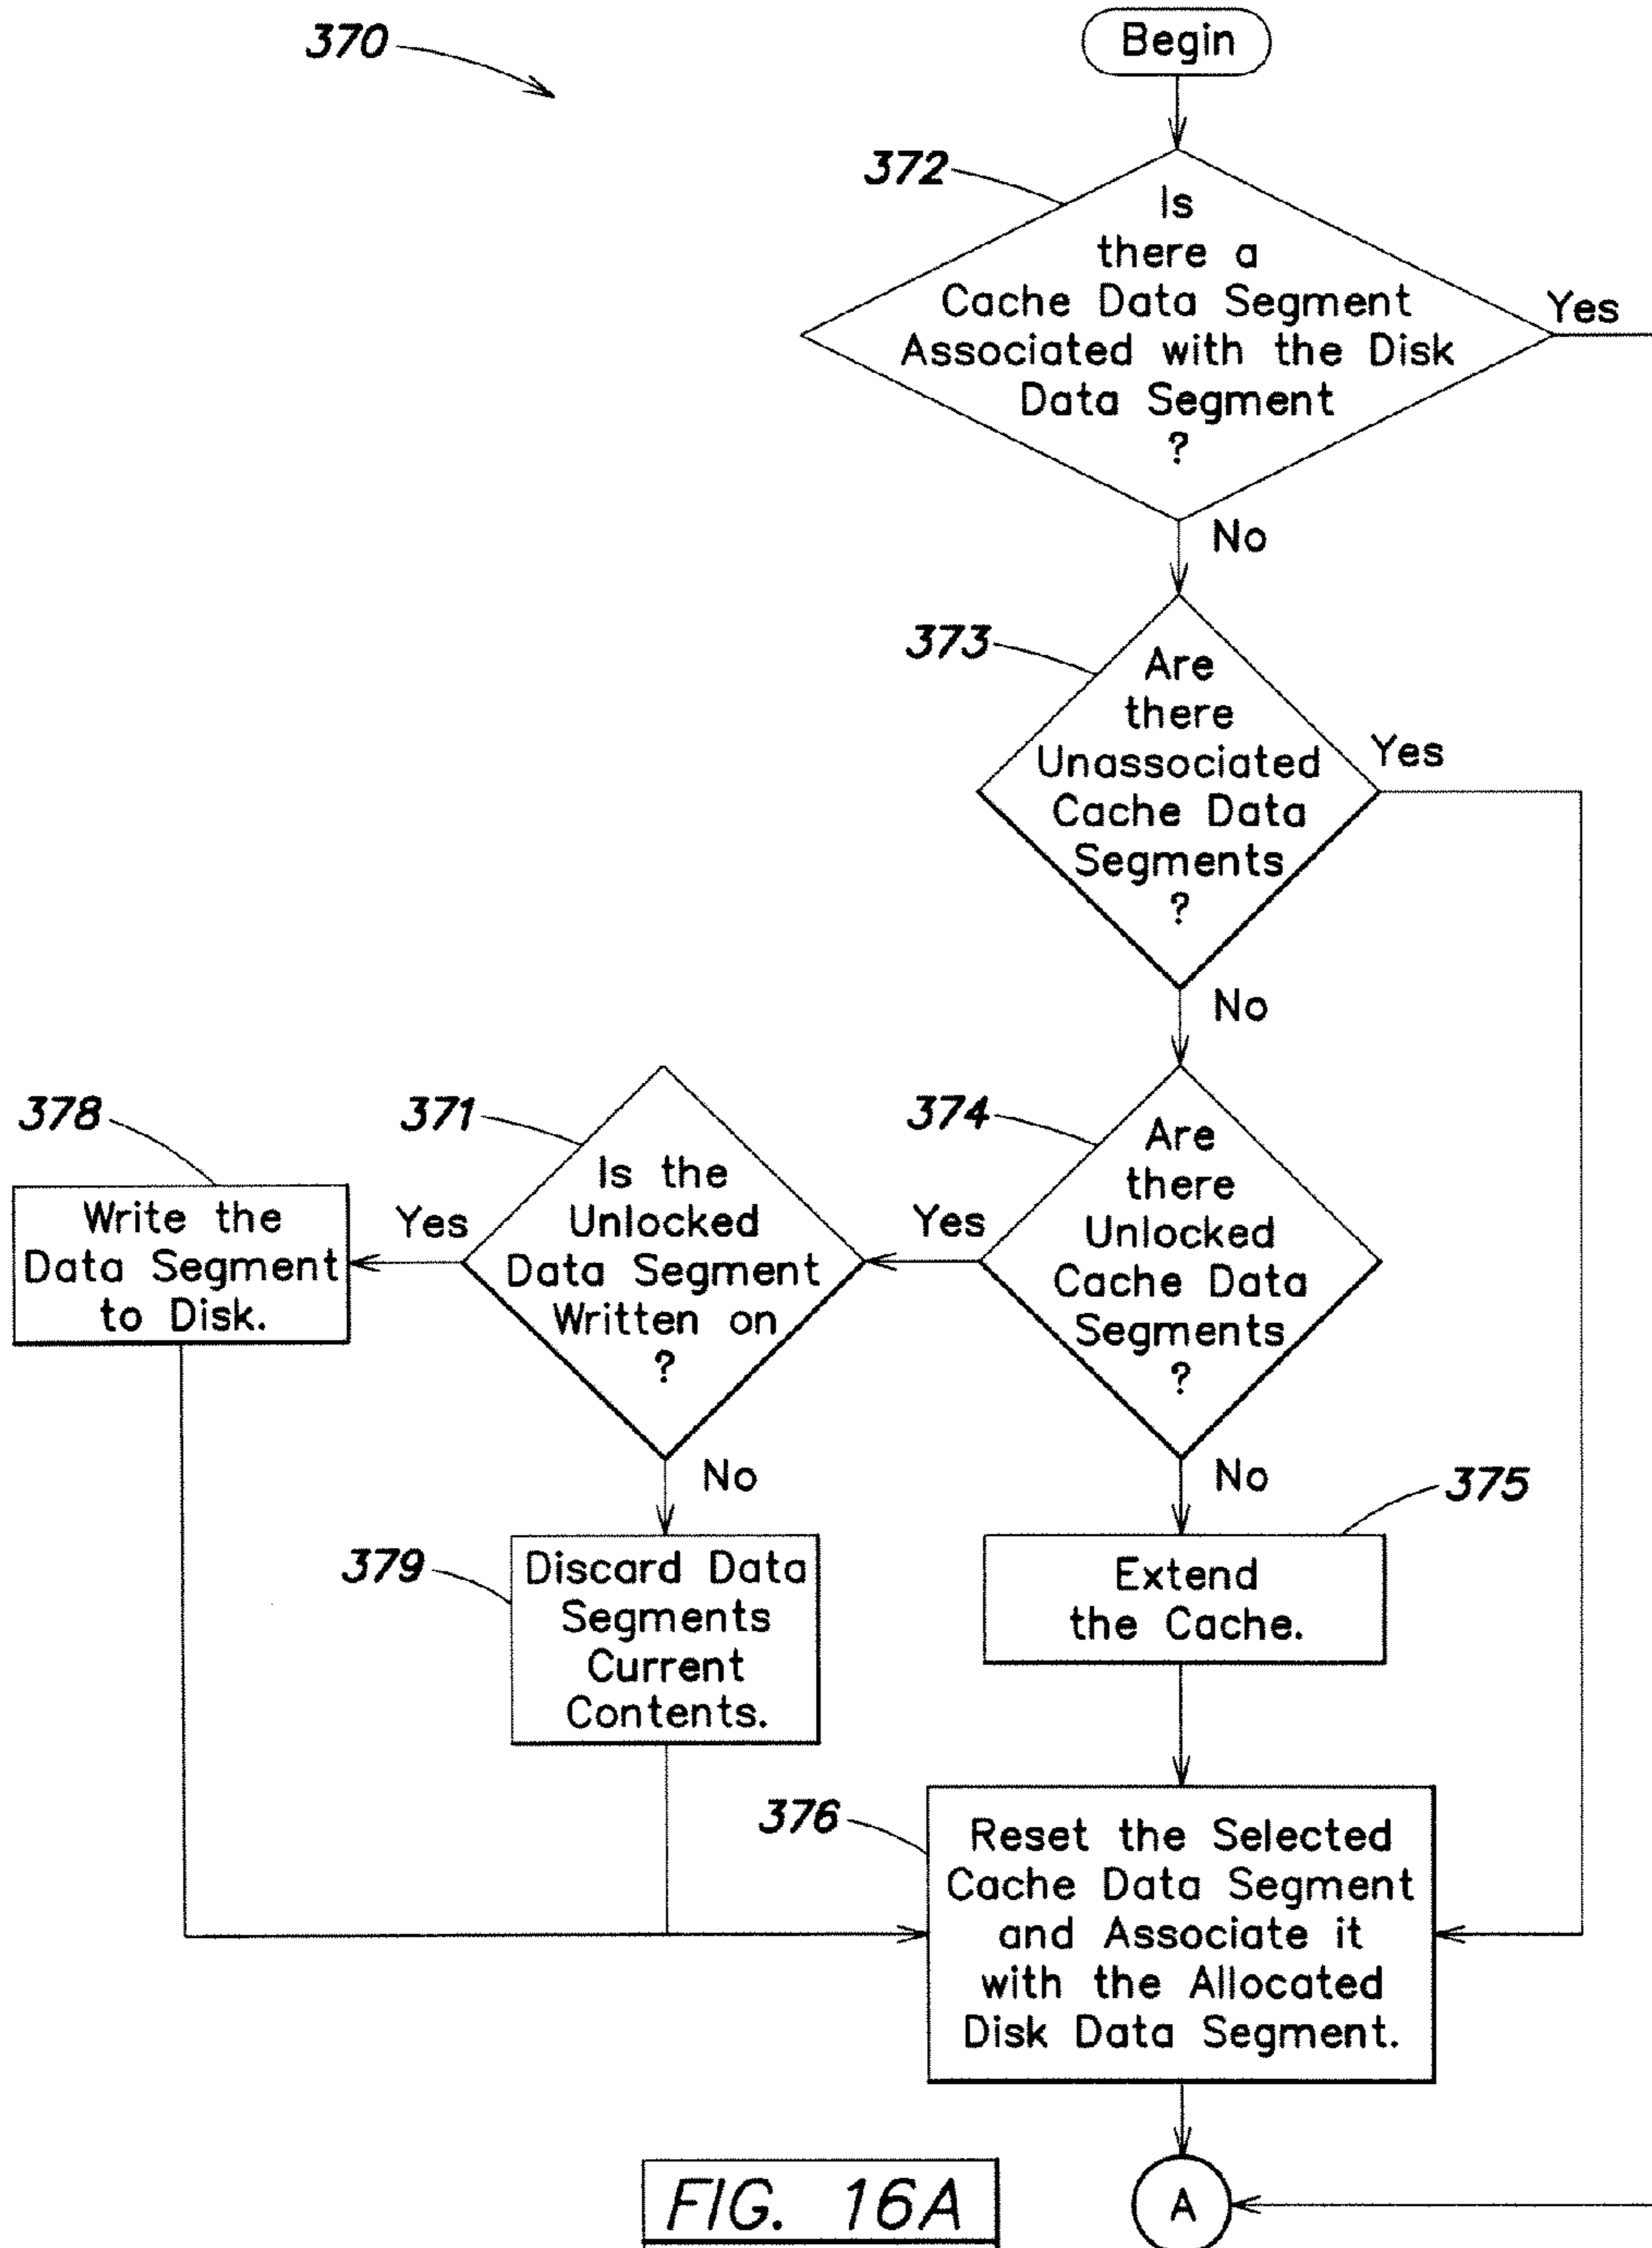 370
Begin
372
Is
there a
Cache Data Segment
Associated with the Disk
Data Segment
?
Yes
No
373
Are
there
Unassociated
Cache Data
Segments
?
Yes
No
374
Are
there
Unlocked
Cache Data
Segments
?
Yes
No
371
Is the
Unlocked
Data Segment
Written on
?
Yes
No
378
Write the
Data Segment
to Disk.
379
Discard Data
Segments
Current
Contents.
375
Extend
the Cache.
376
Reset the Selected
Cache Data Segment
and Associate it
with the Allocated
Disk Data Segment.
A
FIG. 16A